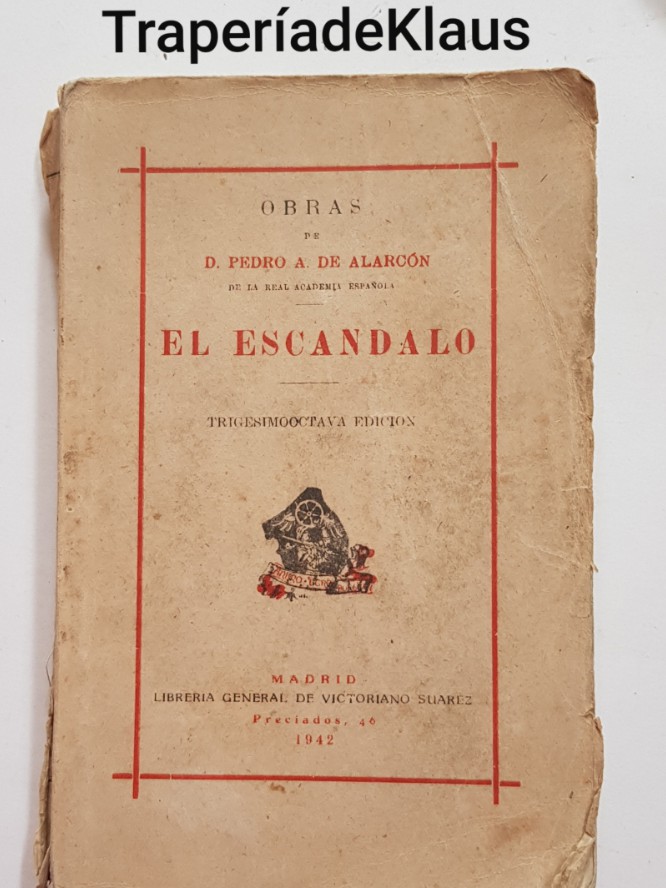 TraperíadeKlaus
OBRAS
DE
D. PEDRO A. DE ALARCÓN
DE LA REAL ACADEMIA ESPAÑOLA
EL ESCANDALO
TRIGESIMOOCTAVA EDICION
MADRID
LIBRERIA GENERAL DE VICTORIANO SUAREZ
Preciados, 46
1942